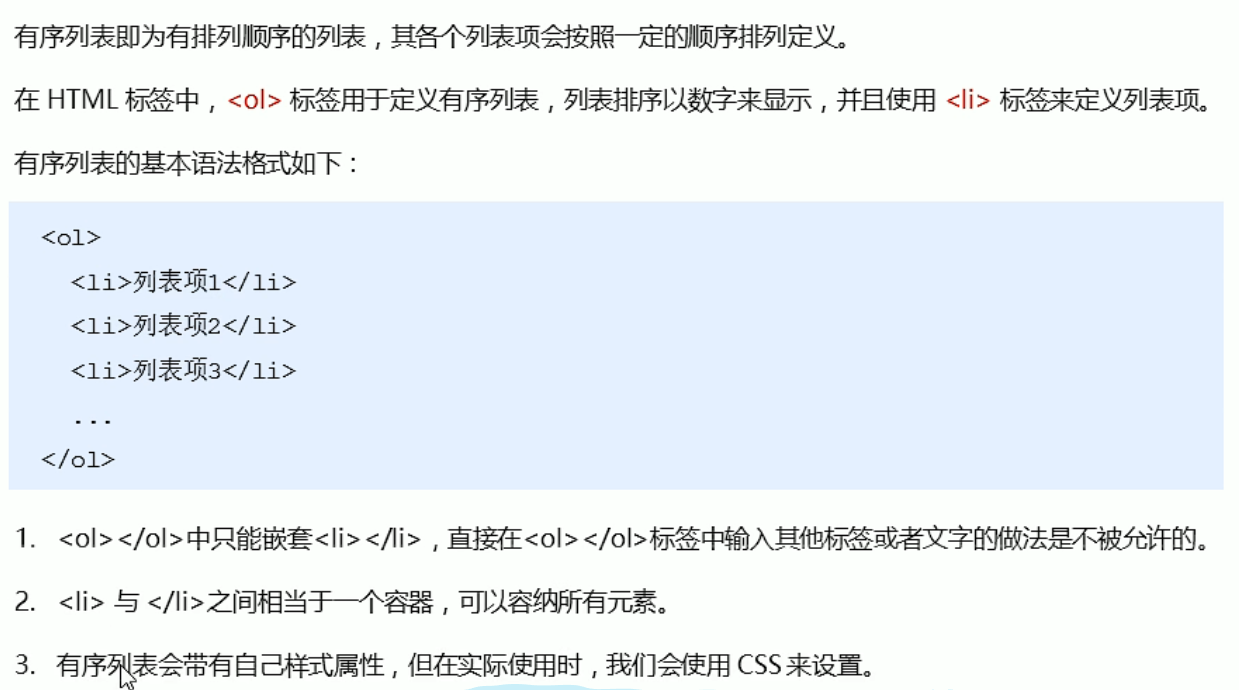 有序列表即为有排列顺序的列表，其各个列表项会按照一定的顺序排列定义。
在 HTML 标签中，<ol> 标签用于定义有序列表，列表排序以数字来显示，并且使用 <li> 标签来定义列表项。
有序列表的基本语法格式如下：
<ol>
<li>列表项1</li>
<li>列表项2</li>
<li>列表项3</li>
...
</ol>
1. <ol></ol>中只能嵌套<li></li>，直接在<ol></ol>标签中输入其他标签或者文字的做法是不被允许的。
2. <li> 与 </li>之间相当于一个容器，可以容纳所有元素。
3. 有序列表会带有自己样式属性，但在实际使用时，我们会使用 CSS 来设置。